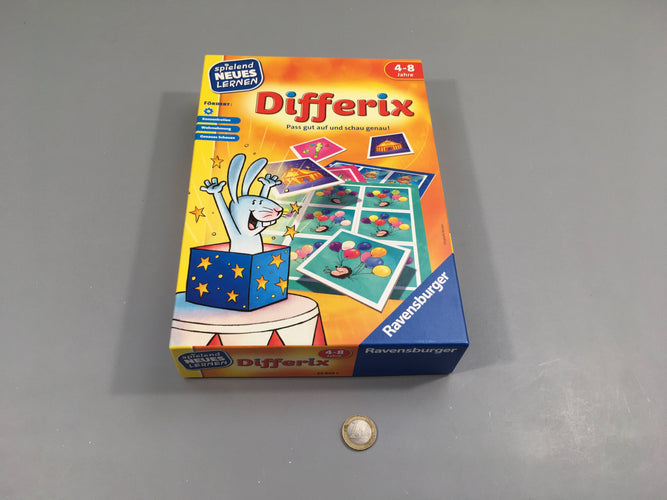 spielend
NEUES
LERNEN
4-8
Jahre
FÖRDERT:
Konzentration
Wahrnehmung
Genaues Schauen
Differix
Pass gut auf und schau genau!
Ravensburger
spielend
NEUES
LERNEN
Differix
4-8
Jahre
Ravensburger